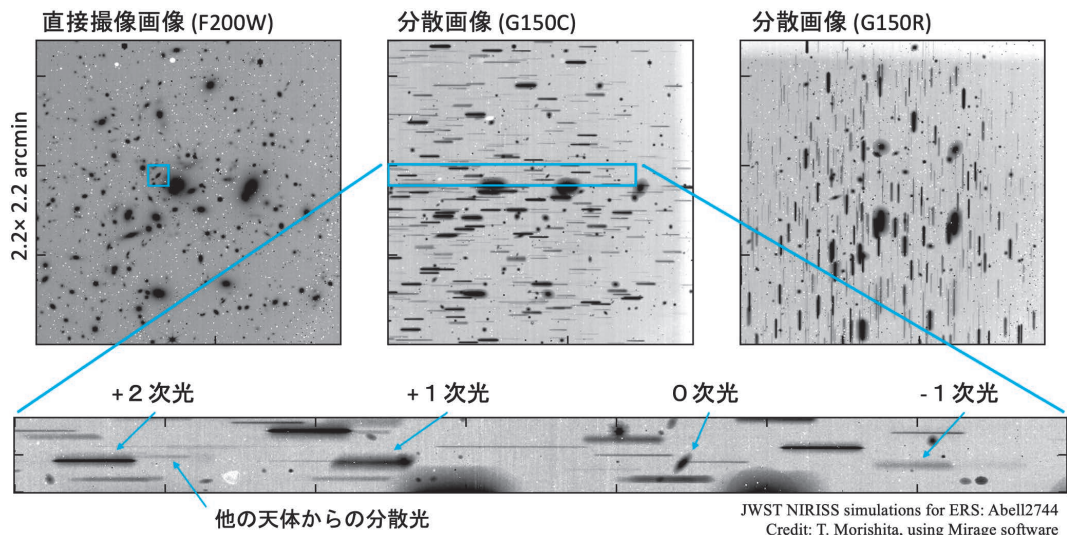 直接撮像画像 (F200W)
分散画像 (G150C)
分散画像 (G150R)
2.2× 2.2 arcmin
+2次光
+1次光
0次光
-1次光
他の天体からの分散光
JWST NIRISS simulations for ERS: Abell2744
Credit: T. Morishita, using Mirage software